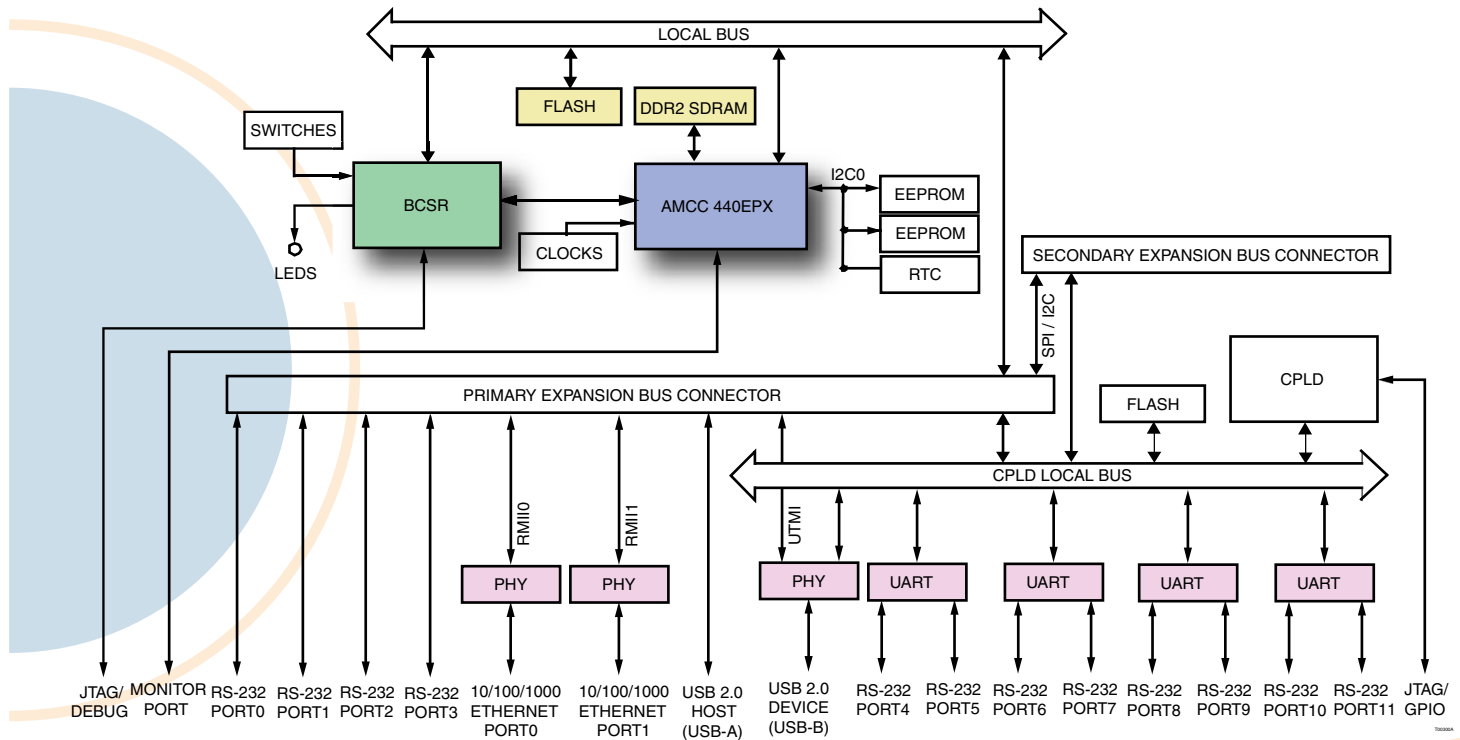 LOCAL BUS
FLASH
DDR2 SDRAM
SWITCHES
BCSR
AMCC 440EPX
I2C0
EEPROM
EEPROM
RTC
CLOCKS
LEDS
SECONDARY EXPANSION BUS CONNECTOR
SPI / I2C
PRIMARY EXPANSION BUS CONNECTOR
FLASH
CPLD
CPLD LOCAL BUS
RMII0
RMII1
UTMI
PHY
PHY
PHY
UART
UART
UART
UART
JTAG/
DEBUG
MONITOR
PORT
RS-232
PORT0
RS-232
PORT1
RS-232
PORT2
RS-232
PORT3
10/100/1000
ETHERNET
PORT0
10/100/1000
ETHERNET
PORT1
USB 2.0
HOST
(USB-A)
USB 2.0
DEVICE
(USB-B)
RS-232
PORT4
RS-232
PORT5
RS-232
PORT6
RS-232
PORT7
RS-232
PORT8
RS-232
PORT9
RS-232
PORT10
RS-232
PORT11
JTAG/
GPIO